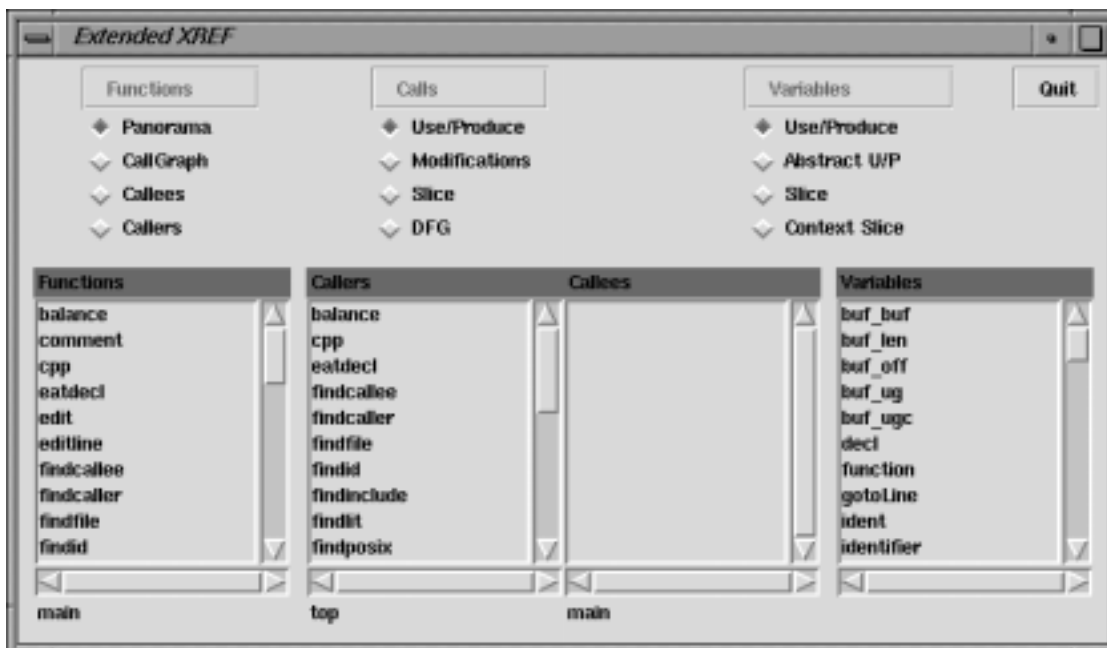 Extended XREF
Functions Calls Variables Quit
Panorama Use/Produce Use/Produce
CallGraph Modifications Abstract U/P
Callees Slice Slice
Callers DFG Context Slice
Functions Callers Callees Variables
balance balance buf_buf
comment cpp buf_len
cpp eatdecl buf_off
eatdecl findcallee buf_ug
edit findcaller buf_ugc
editline findfile decl
findcallee findid function
findcaller findinclude gotoLine
findfile findlit ident
findid findposix identifier
main top main